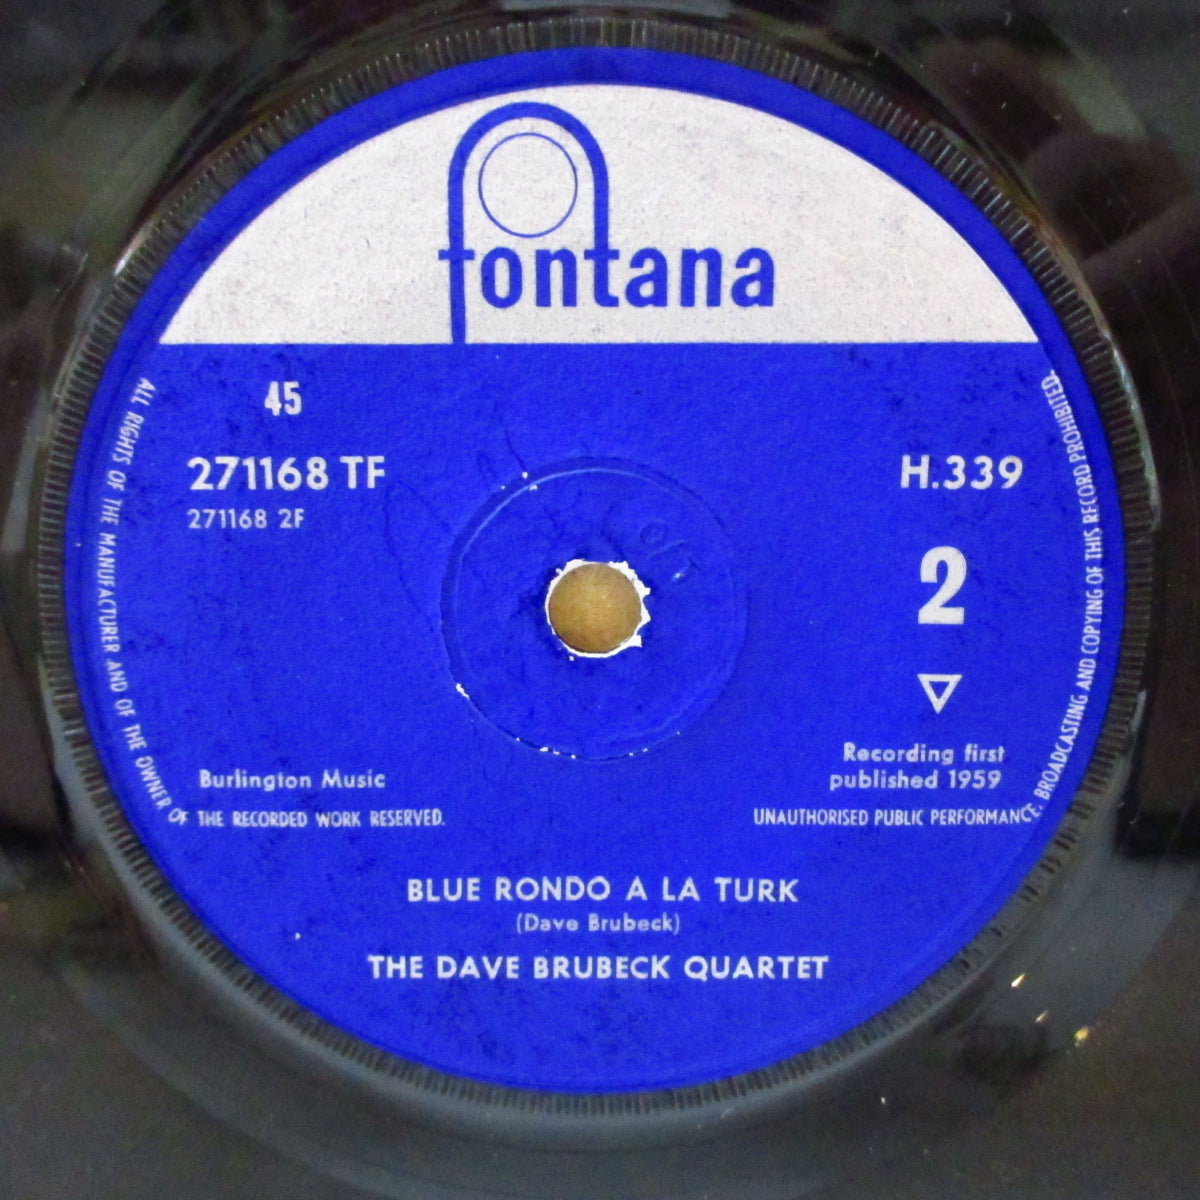 fontana
45
271168 TF
271168 2F
H.339
2
Recording first
published 1959
Burlington Music
ALL RIGHTS OF THE MANUFACTURER AND OF THE OWNER OF THE RECORDED WORK RESERVED.
UNAUTHORISED PUBLIC PERFORMANCE, BROADCASTING AND COPYING OF THIS RECORD PROHIBITED.
BLUE RONDO A LA TURK
(Dave Brubeck)
THE DAVE BRUBECK QUARTET